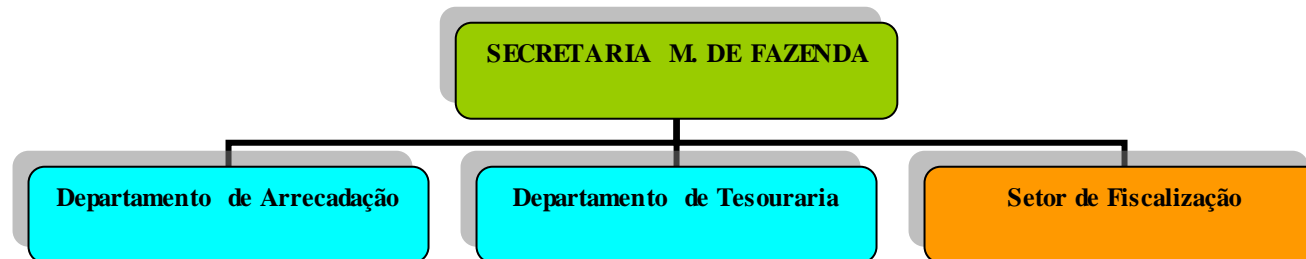 SECRETARIA M. DE FAZENDA
Departamento de Arrecadação
Departamento de Tesouraria
Setor de Fiscalização